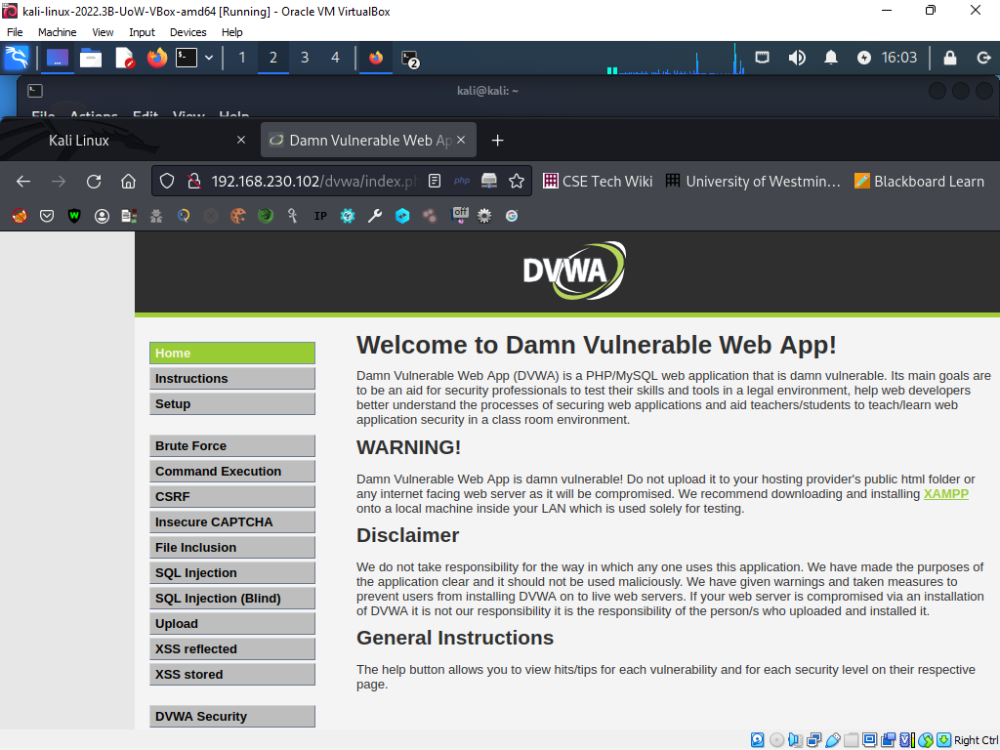 kali-linux-2022.3B-UoW-VBox-amd64 [Running] - Oracle VM VirtualBox
File Machine View Input Devices Help
1 2 3 4 2 16:03
kali@kali: ~
File Actions Edit View Help
Kali Linux × Damn Vulnerable Web Ap × +
192.168.230.102/dvwa/index.ph php CSE Tech Wiki University of Westmin… Blackboard Learn
W IP off G
DVWA
Home
Instructions
Setup
Brute Force
Command Execution
CSRF
Insecure CAPTCHA
File Inclusion
SQL Injection
SQL Injection (Blind)
Upload
XSS reflected
XSS stored
DVWA Security
Welcome to Damn Vulnerable Web App!
Damn Vulnerable Web App (DVWA) is a PHP/MySQL web application that is damn vulnerable. Its main goals are
to be an aid for security professionals to test their skills and tools in a legal environment, help web developers
better understand the processes of securing web applications and aid teachers/students to teach/learn web
application security in a class room environment.
WARNING!
Damn Vulnerable Web App is damn vulnerable! Do not upload it to your hosting provider's public html folder or
any internet facing web server as it will be compromised. We recommend downloading and installing XAMPP
onto a local machine inside your LAN which is used solely for testing.
Disclaimer
We do not take responsibility for the way in which any one uses this application. We have made the purposes of
the application clear and it should not be used maliciously. We have given warnings and taken measures to
prevent users from installing DVWA on to live web servers. If your web server is compromised via an installation
of DVWA it is not our responsibility it is the responsibility of the person/s who uploaded and installed it.
General Instructions
The help button allows you to view hits/tips for each vulnerability and for each security level on their respective
page.
Right Ctrl